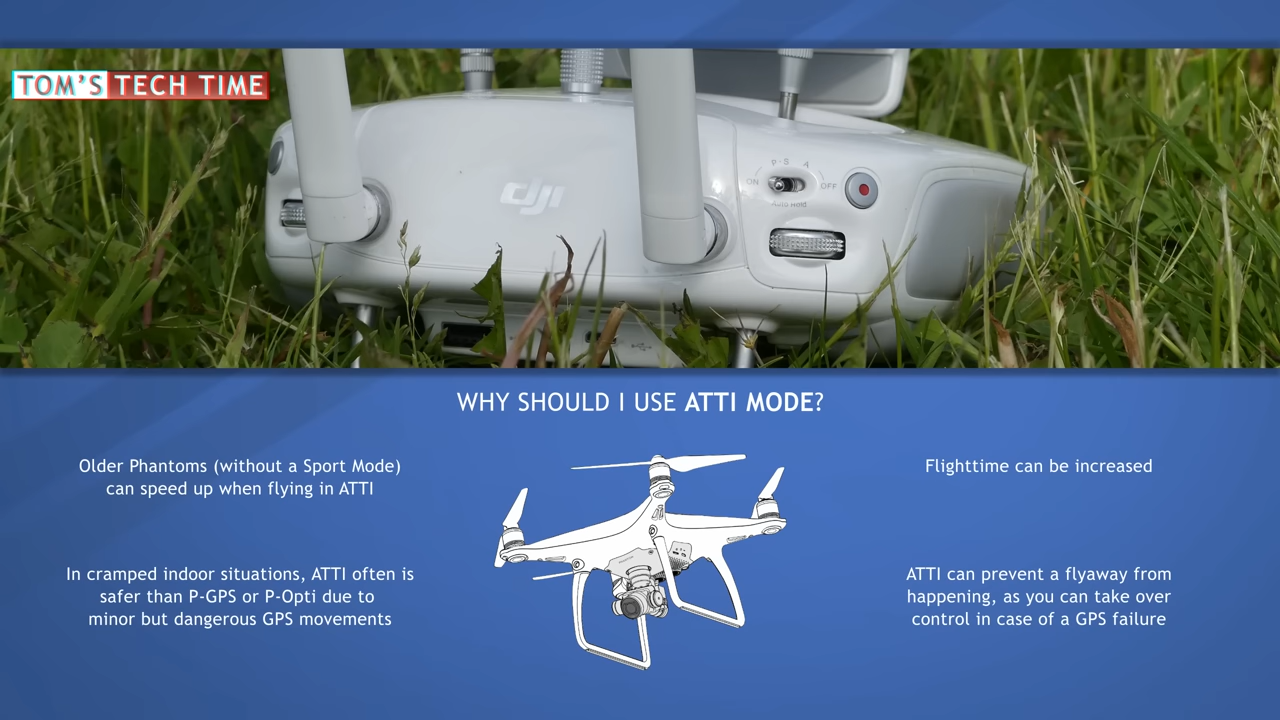 TOM'S TECH TIME
P S A
ON OFF
Auto Hold
dji
WHY SHOULD I USE ATTI MODE?
Older Phantoms (without a Sport Mode)
can speed up when flying in ATTI
Flighttime can be increased
In cramped indoor situations, ATTI often is
safer than P-GPS or P-Opti due to
minor but dangerous GPS movements
ATTI can prevent a flyaway from
happening, as you can take over
control in case of a GPS failure